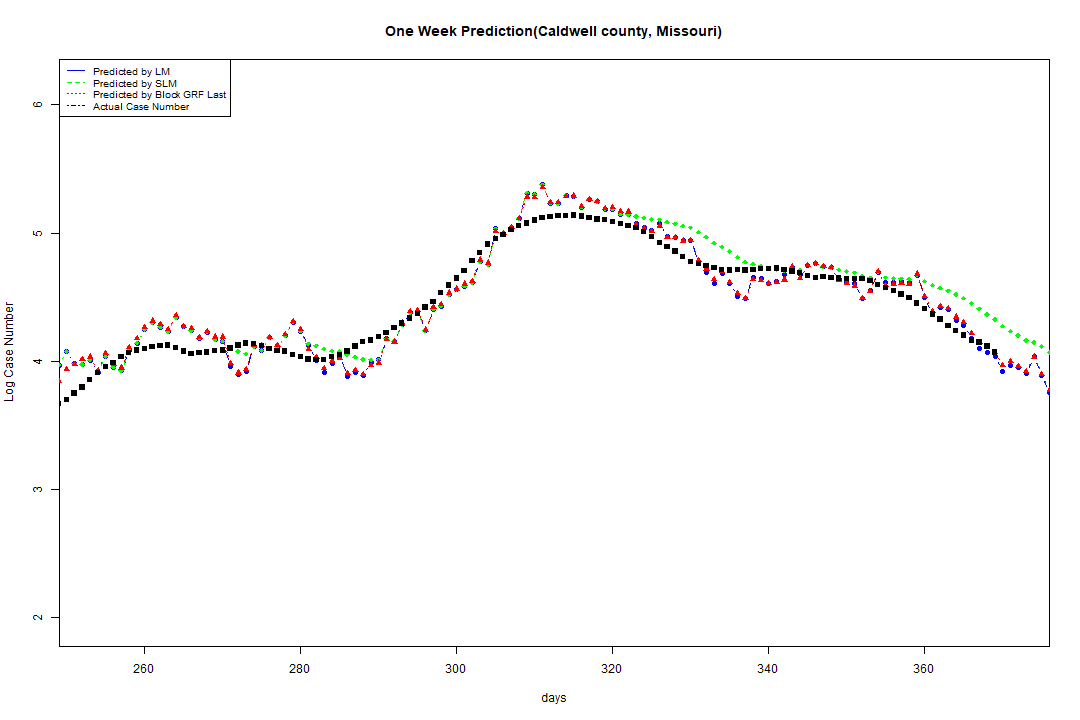 One Week Prediction(Caldwell county, Missouri)
Predicted by LM
Predicted by SLM
Predicted by Block GRF Last
Actual Case Number
Log Case Number
6
5
4
3
2
260 280 300 320 340 360
days